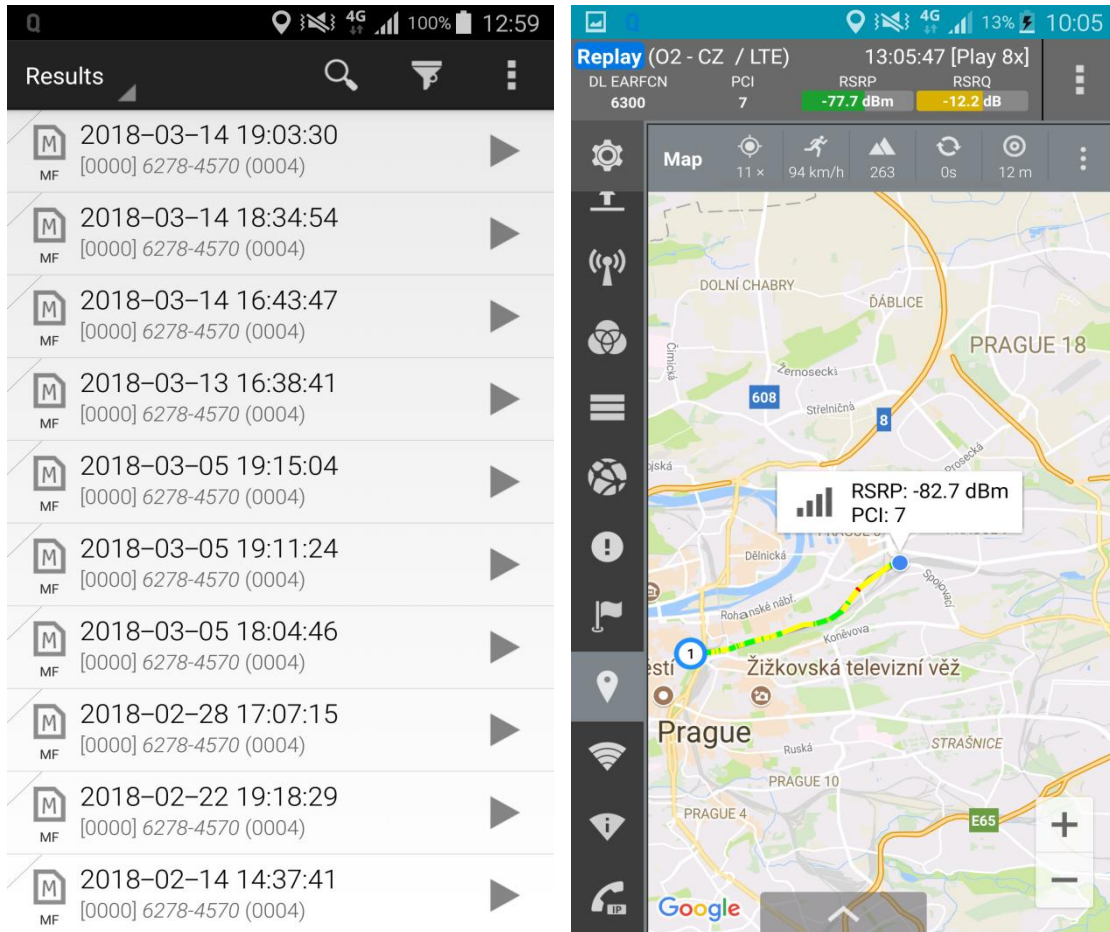 Q 4G 100% 12:59
Results
M 2018-03-14 19:03:30
MF [0000] 6278-4570 (0004)
M 2018-03-14 18:34:54
MF [0000] 6278-4570 (0004)
M 2018-03-14 16:43:47
MF [0000] 6278-4570 (0004)
M 2018-03-13 16:38:41
MF [0000] 6278-4570 (0004)
M 2018-03-05 19:15:04
MF [0000] 6278-4570 (0004)
M 2018-03-05 19:11:24
MF [0000] 6278-4570 (0004)
M 2018-03-05 18:04:46
MF [0000] 6278-4570 (0004)
M 2018-02-28 17:07:15
MF [0000] 6278-4570 (0004)
M 2018-02-22 19:18:29
MF [0000] 6278-4570 (0004)
M 2018-02-14 14:37:41
MF [0000] 6278-4570 (0004)
Q 4G 13% 10:05
Replay (O2 - CZ / LTE) 13:05:47 [Play 8x]
DL EARFCN PCI RSRP RSRQ
6300 7 -77.7 dBm -12.2 dB
Map 11 × 94 km/h 263 0s 12 m
DOLNÍ CHABRY
ĎÁBLICE
Čimická
PRAGUE 18
Žernosecká
608
Střelničná
8
Prosecká
RSRP: -82.7 dBm
PCI: 7
Dělnická
Spojovací
Rohanské nábř.
Koněvova
1
Žižkovská televizní věž
Prague
Ruská
STRAŠNICE
PRAGUE 10
PRAGUE 4
E65
+
−
IP
Google